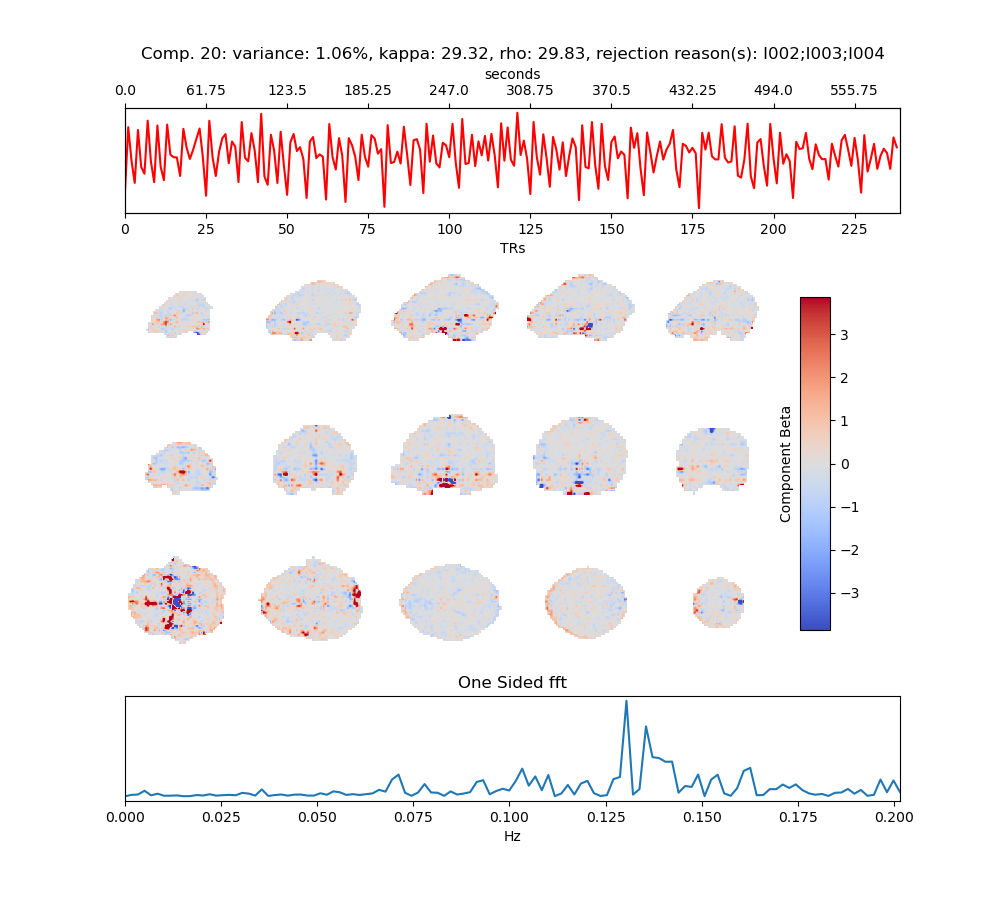 Comp. 20: variance: 1.06%, kappa: 29.32, rho: 29.83, rejection reason(s): I002;I003;I004
seconds
0.0 61.75 123.5 185.25 247.0 308.75 370.5 432.25 494.0 555.75
0 25 50 75 100 125 150 175 200 225
TRs
3
2
1
0
−1
−2
−3
Component Beta
One Sided fft
0.000 0.025 0.050 0.075 0.100 0.125 0.150 0.175 0.200
Hz